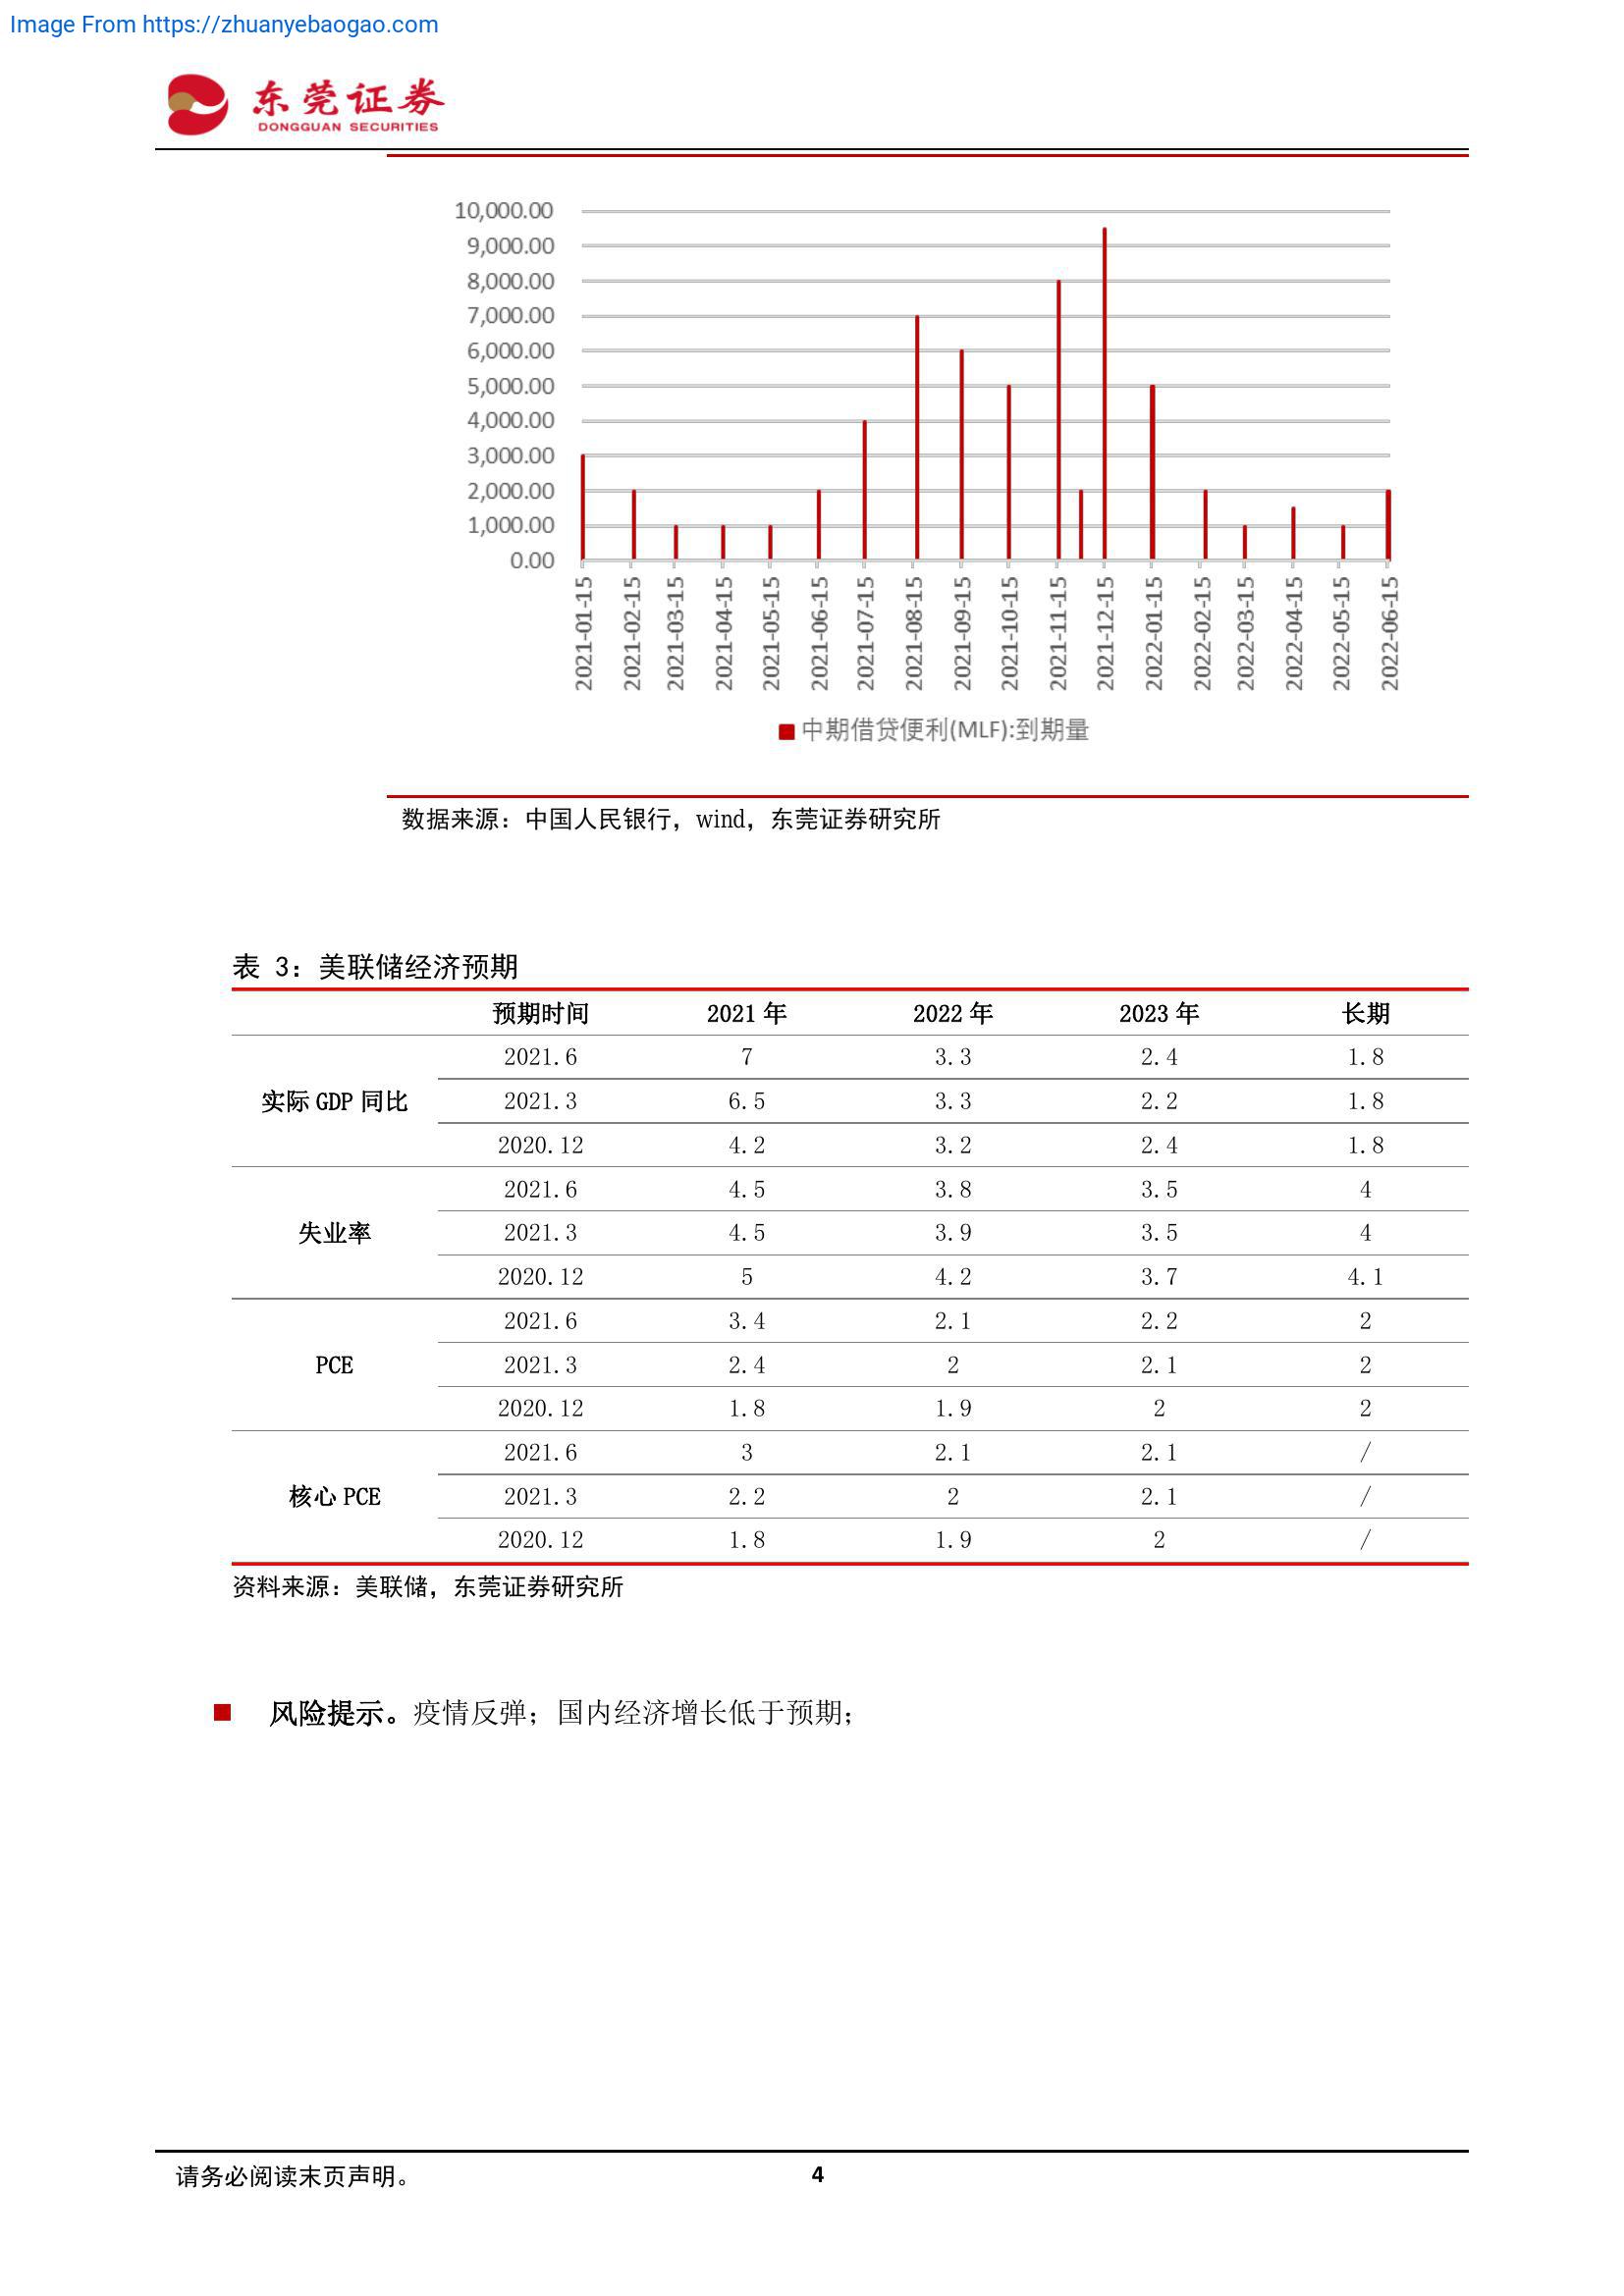 Image From https://zhuanyebaogao.com
东莞证券
DONGGUAN SECURITIES
10,000.00
9,000.00
8,000.00
7,000.00
6,000.00
5,000.00
4,000.00
3,000.00
2,000.00
1,000.00
0.00
2021-01-15
2021-02-15
2021-03-15
2021-04-15
2021-05-15
2021-06-15
2021-07-15
2021-08-15
2021-09-15
2021-10-15
2021-11-15
2021-12-15
2022-01-15
2022-02-15
2022-03-15
2022-04-15
2022-05-15
2022-06-15
中期借贷便利(MLF):到期量
数据来源：中国人民银行，wind，东莞证券研究所
表 3：美联储经济预期
预期时间 2021 年 2022 年 2023 年 长期
2021.6 7 3.3 2.4 1.8
实际 GDP 同比 2021.3 6.5 3.3 2.2 1.8
2020.12 4.2 3.2 2.4 1.8
2021.6 4.5 3.8 3.5 4
失业率 2021.3 4.5 3.9 3.5 4
2020.12 5 4.2 3.7 4.1
2021.6 3.4 2.1 2.2 2
PCE 2021.3 2.4 2 2.1 2
2020.12 1.8 1.9 2 2
2021.6 3 2.1 2.1 /
核心 PCE 2021.3 2.2 2 2.1 /
2020.12 1.8 1.9 2 /
资料来源：美联储，东莞证券研究所
风险提示。疫情反弹；国内经济增长低于预期；
请务必阅读末页声明。 4